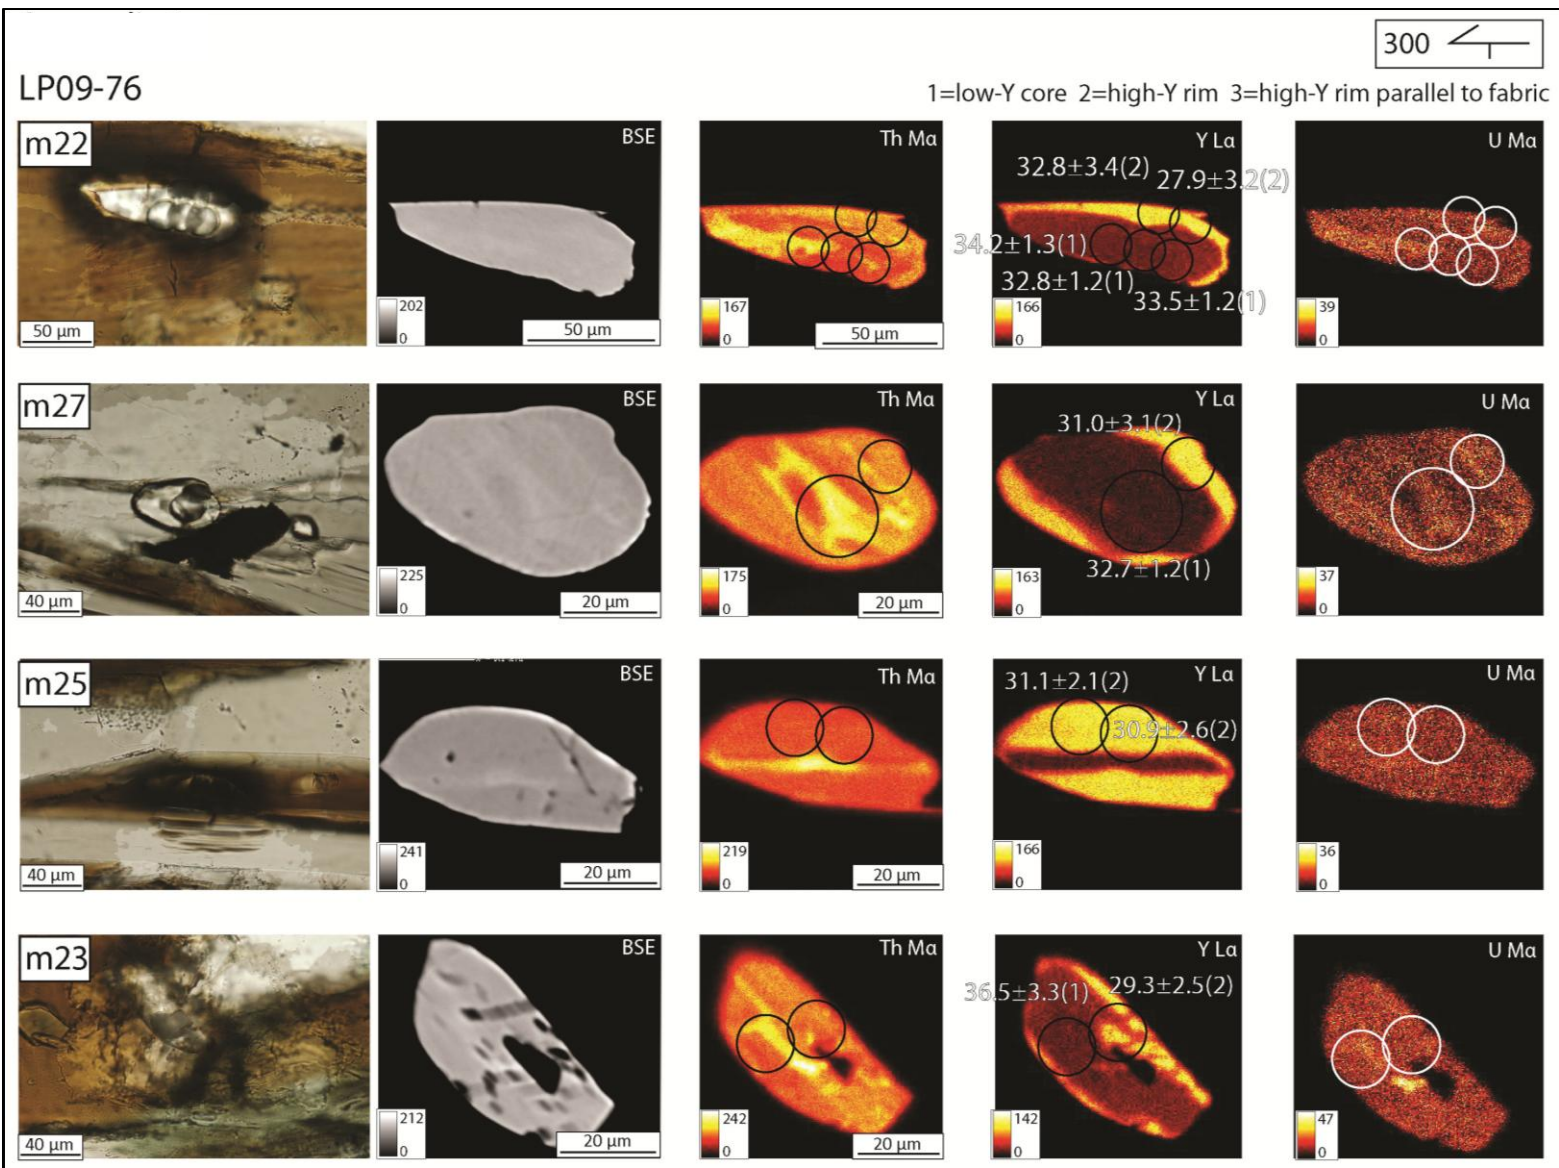 300
LP09-76
1=low-Y core 2=high-Y rim 3=high-Y rim parallel to fabric
m22
BSE
Th Mα
Y Lα
U Mα
32.8±3.4(2)
27.9±3.2(2)
34.2±1.3(1)
32.8±1.2(1)
33.5±1.2(1)
50 µm
202
0
50 µm
167
0
50 µm
166
0
39
0
m27
BSE
Th Mα
Y Lα
U Mα
31.0±3.1(2)
32.7±1.2(1)
40 µm
225
0
20 µm
175
0
20 µm
163
0
37
0
m25
BSE
Th Mα
Y Lα
U Mα
31.1±2.1(2)
30.9±2.6(2)
40 µm
241
0
20 µm
219
0
20 µm
166
0
36
0
m23
BSE
Th Mα
Y Lα
U Mα
36.5±3.3(1)
29.3±2.5(2)
40 µm
212
0
20 µm
242
0
20 µm
142
0
47
0